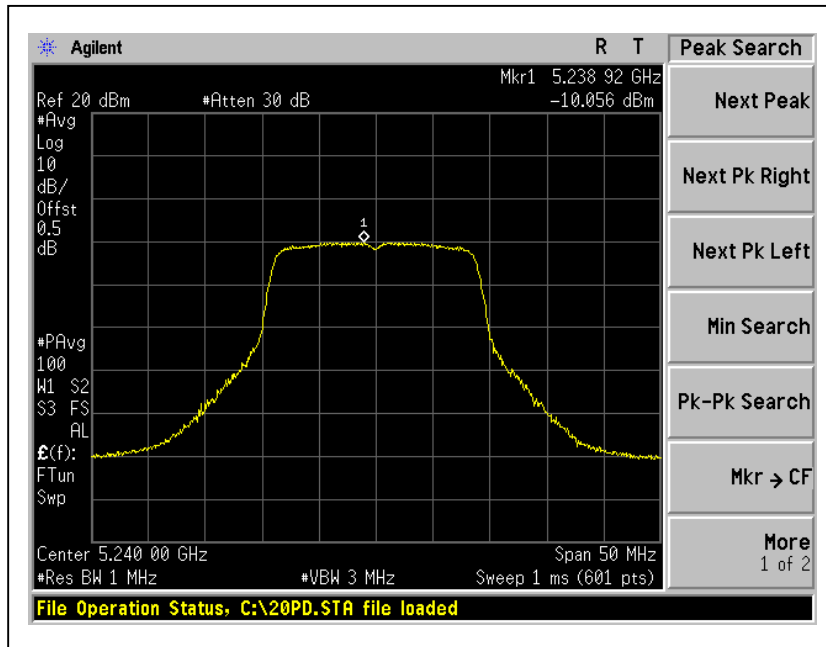 Agilent R T
Peak Search
Mkr1 5.238 92 GHz
Ref 20 dBm #Atten 30 dB -10.056 dBm
#Avg
Log
10
dB/
Offst
0.5
dB
1
#PAvg
100
W1 S2
S3 FS
AL
£(f):
FTun
Swp
Center 5.240 00 GHz Span 50 MHz
#Res BW 1 MHz #VBW 3 MHz Sweep 1 ms (601 pts)
File Operation Status, C:\20PD.STA file loaded
Next Peak
Next Pk Right
Next Pk Left
Min Search
Pk-Pk Search
Mkr → CF
More
1 of 2